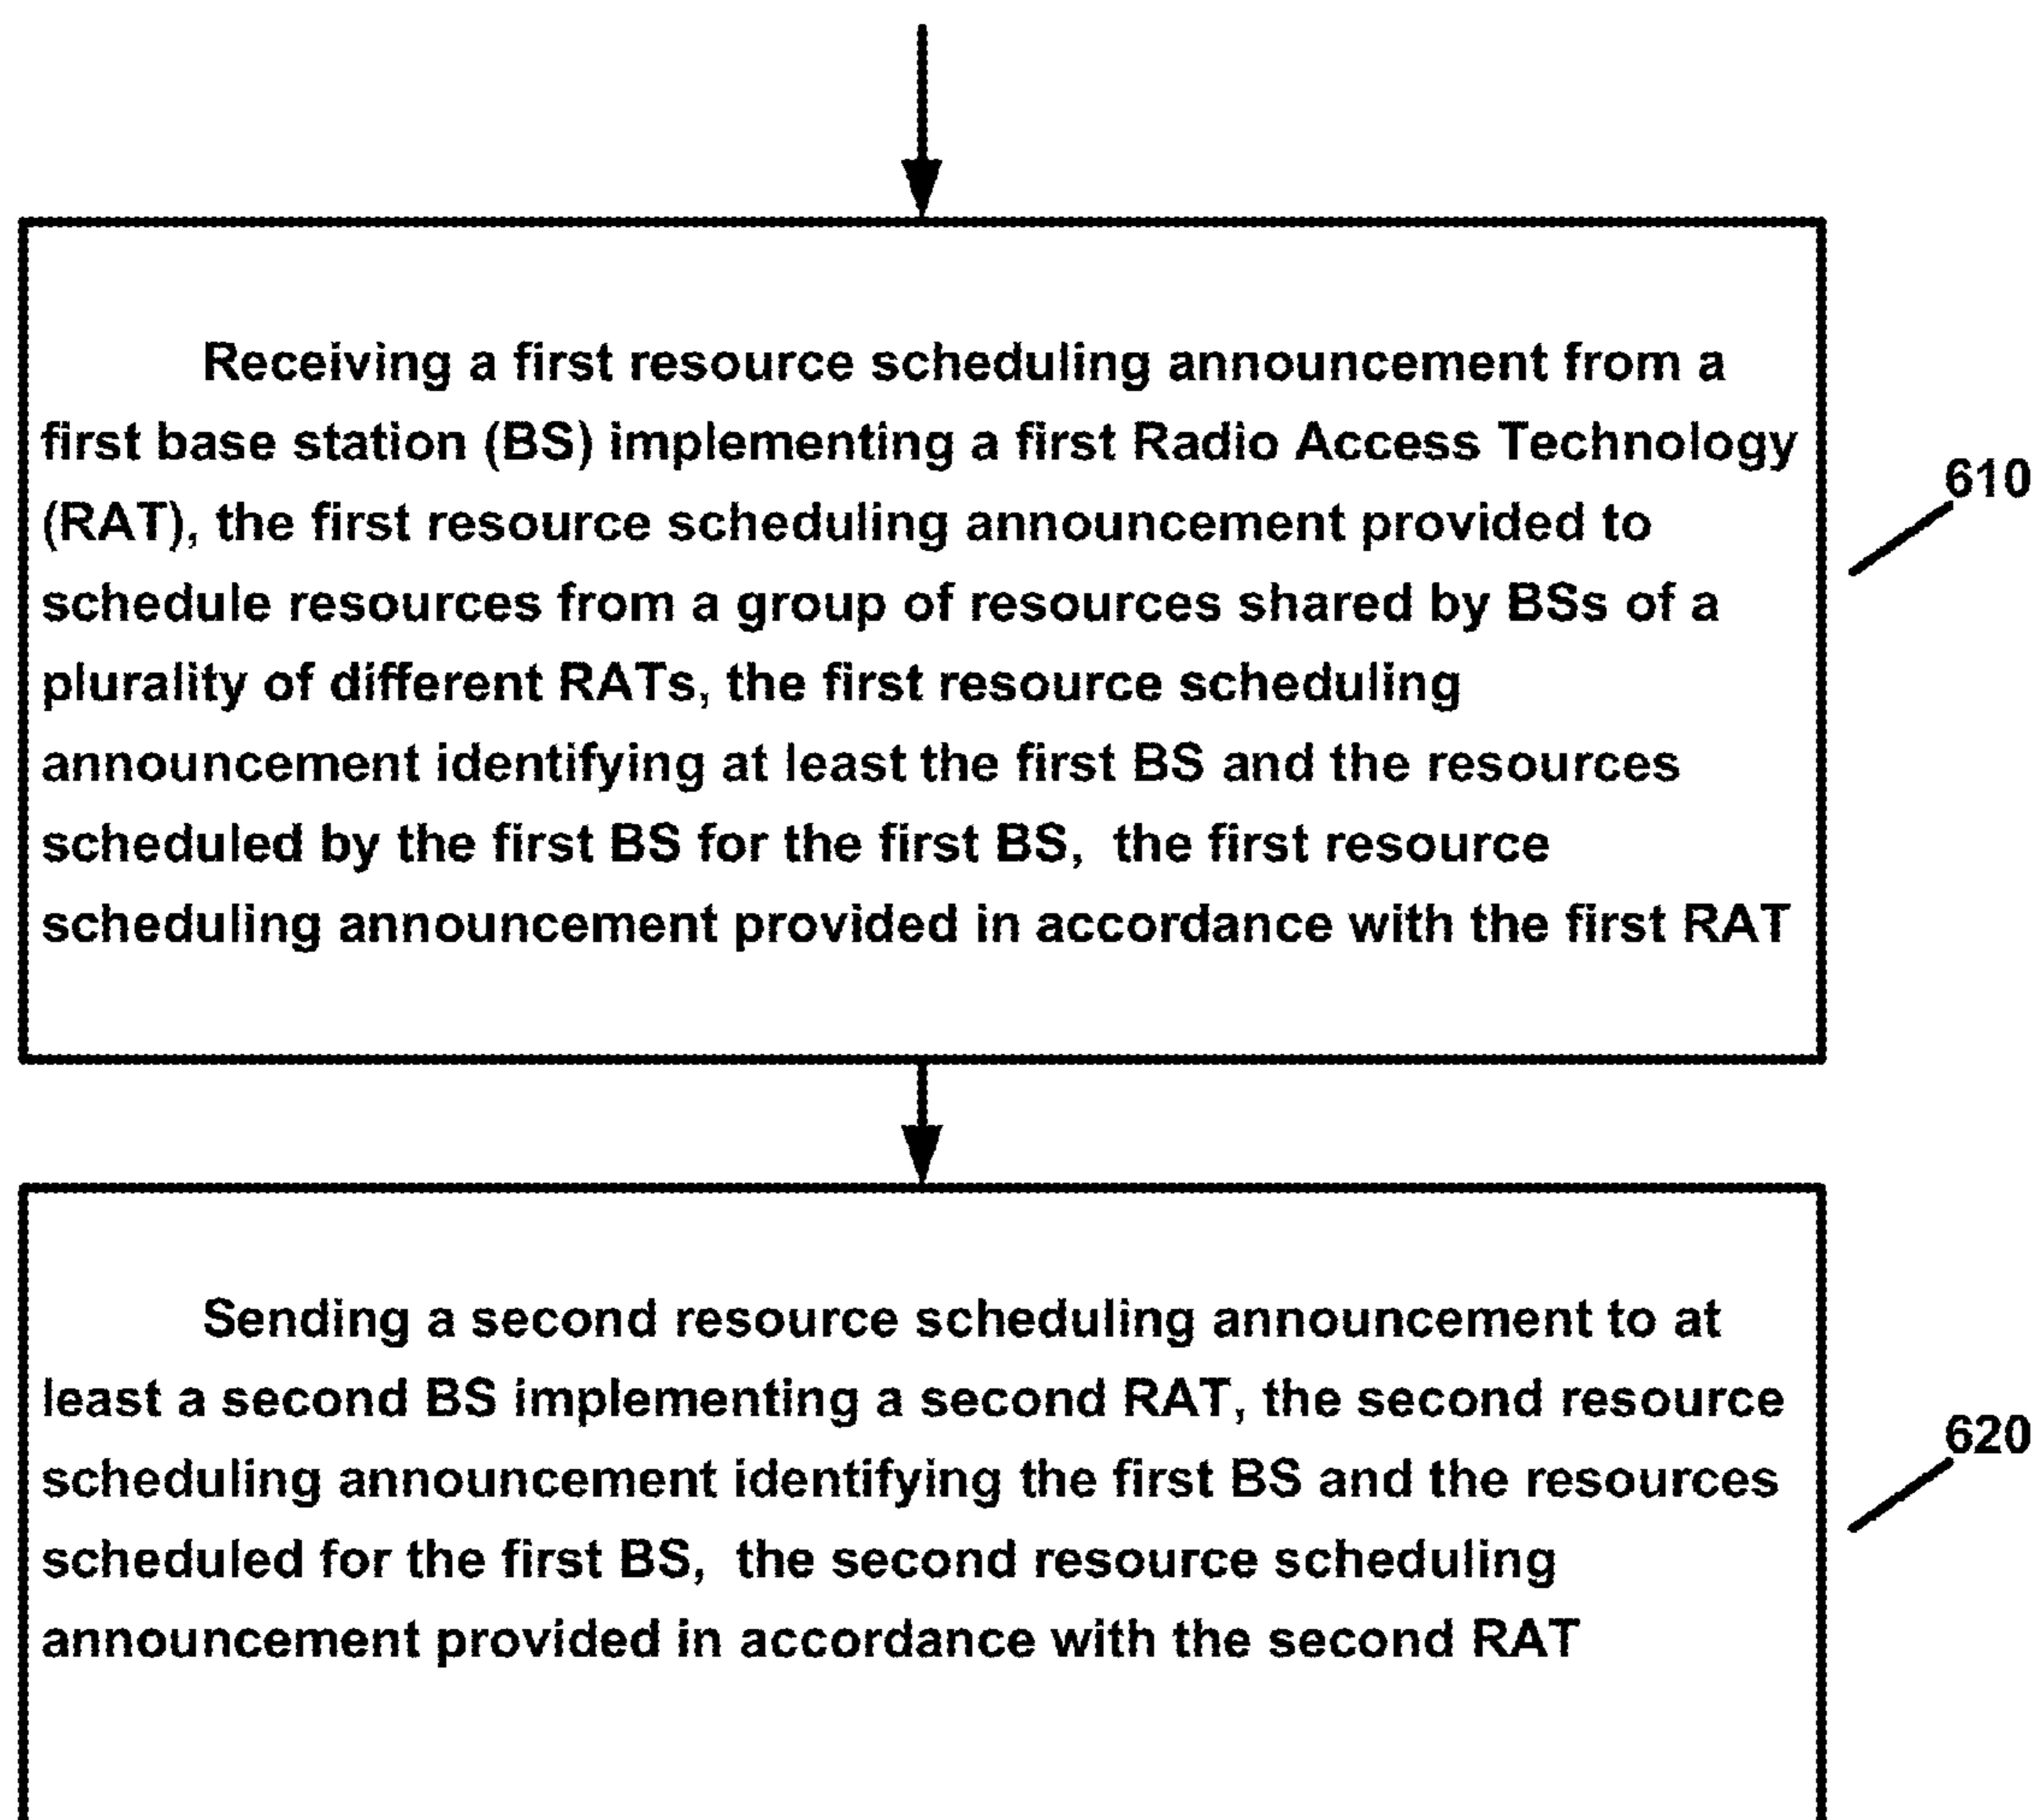 Receiving a first resource scheduling announcement from a
first base station (BS) implementing a first Radio Access Technology
(RAT), the first resource scheduling announcement provided to
schedule resources from a group of resources shared by BSs of a
plurality of different RATs, the first resource scheduling
announcement identifying at least the first BS and the resources
scheduled by the first BS for the first BS,  the first resource
scheduling announcement provided in accordance with the first RAT
610
Sending a second resource scheduling announcement to at
least a second BS implementing a second RAT, the second resource
scheduling announcement identifying the first BS and the resources
scheduled for the first BS,  the second resource scheduling
announcement provided in accordance with the second RAT
620